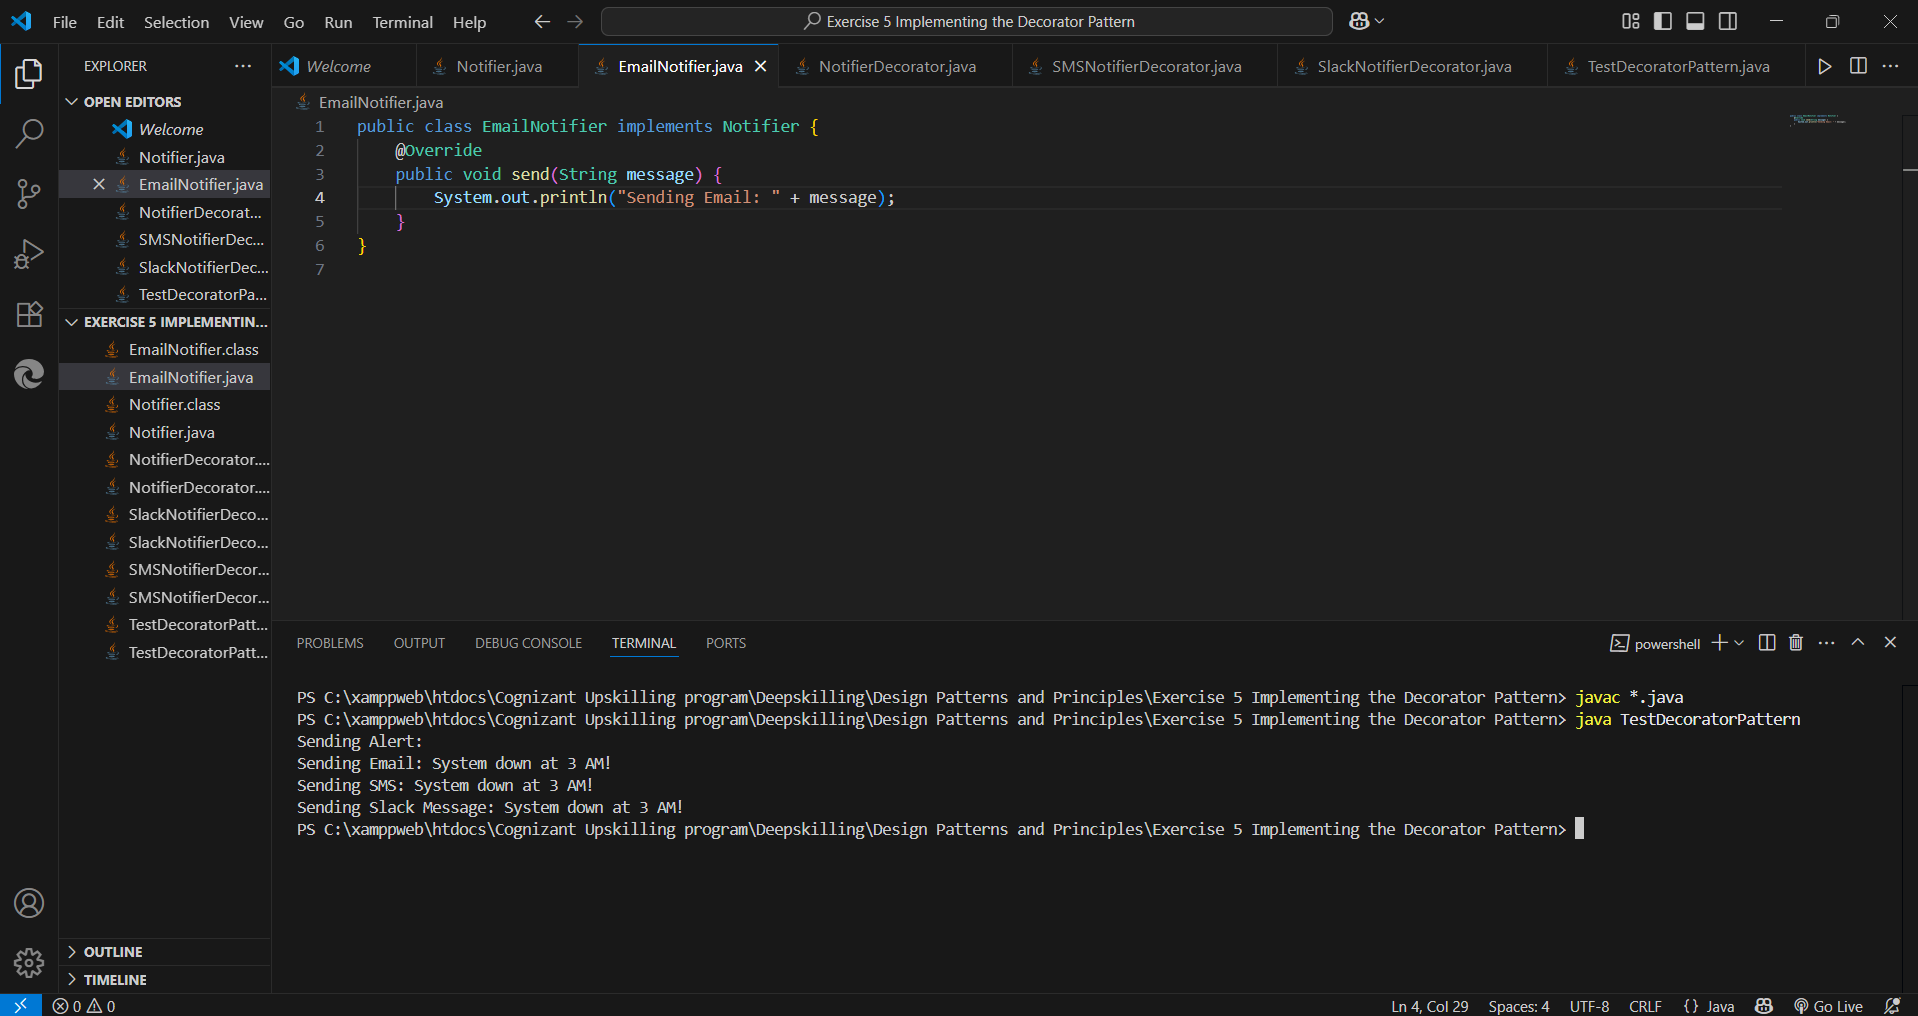 File Edit Selection View Go Run Terminal Help
Exercise 5 Implementing the Decorator Pattern
EXPLORER
OPEN EDITORS
Welcome
Notifier.java
EmailNotifier.java
NotifierDecorat...
SMSNotifierDec...
SlackNotifierDec...
TestDecoratorPa...
EXERCISE 5 IMPLEMENTIN...
EmailNotifier.class
EmailNotifier.java
Notifier.class
Notifier.java
NotifierDecorator....
NotifierDecorator....
SlackNotifierDeco...
SlackNotifierDeco...
SMSNotifierDecor...
SMSNotifierDecor...
TestDecoratorPatt...
TestDecoratorPatt...
OUTLINE
TIMELINE
Welcome Notifier.java EmailNotifier.java NotifierDecorator.java SMSNotifierDecorator.java SlackNotifierDecorator.java TestDecoratorPattern.java
EmailNotifier.java
1 public class EmailNotifier implements Notifier {
2 @Override
3 public void send(String message) {
4 System.out.println("Sending Email: " + message);
5 }
6 }
7
PROBLEMS OUTPUT DEBUG CONSOLE TERMINAL PORTS
powershell
PS C:\xamppweb\htdocs\Cognizant Upskilling program\Deepskilling\Design Patterns and Principles\Exercise 5 Implementing the Decorator Pattern> javac *.java
PS C:\xamppweb\htdocs\Cognizant Upskilling program\Deepskilling\Design Patterns and Principles\Exercise 5 Implementing the Decorator Pattern> java TestDecoratorPattern
Sending Alert:
Sending Email: System down at 3 AM!
Sending SMS: System down at 3 AM!
Sending Slack Message: System down at 3 AM!
PS C:\xamppweb\htdocs\Cognizant Upskilling program\Deepskilling\Design Patterns and Principles\Exercise 5 Implementing the Decorator Pattern>
0 0
Ln 4, Col 29 Spaces: 4 UTF-8 CRLF {} Java Go Live